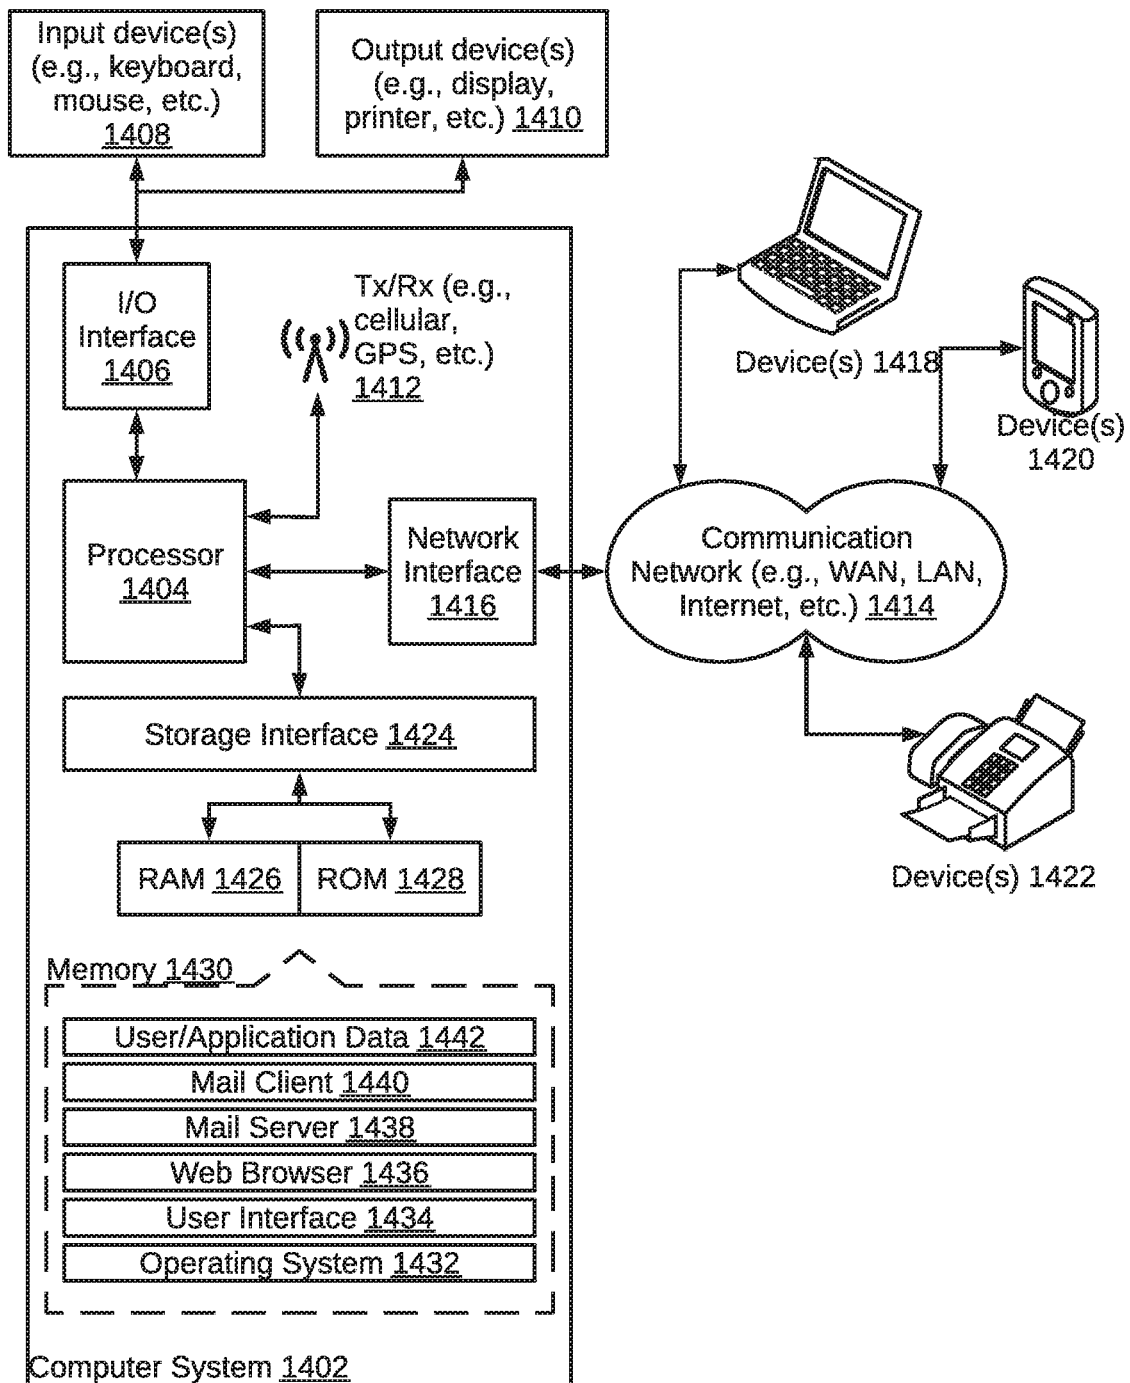 Input device(s)
(e.g., keyboard,
mouse, etc.)
1408
Output device(s)
(e.g., display,
printer, etc.) 1410
I/O
Interface
1406
Tx/Rx (e.g.,
cellular,
GPS, etc.)
1412
Device(s) 1418
Device(s)
1420
Processor
1404
Network
Interface
1416
Communication
Network (e.g., WAN, LAN,
Internet, etc.) 1414
Storage Interface 1424
RAM 1426
ROM 1428
Device(s) 1422
Memory 1430
User/Application Data 1442
Mail Client 1440
Mail Server 1438
Web Browser 1436
User Interface 1434
Operating System 1432
Computer System 1402